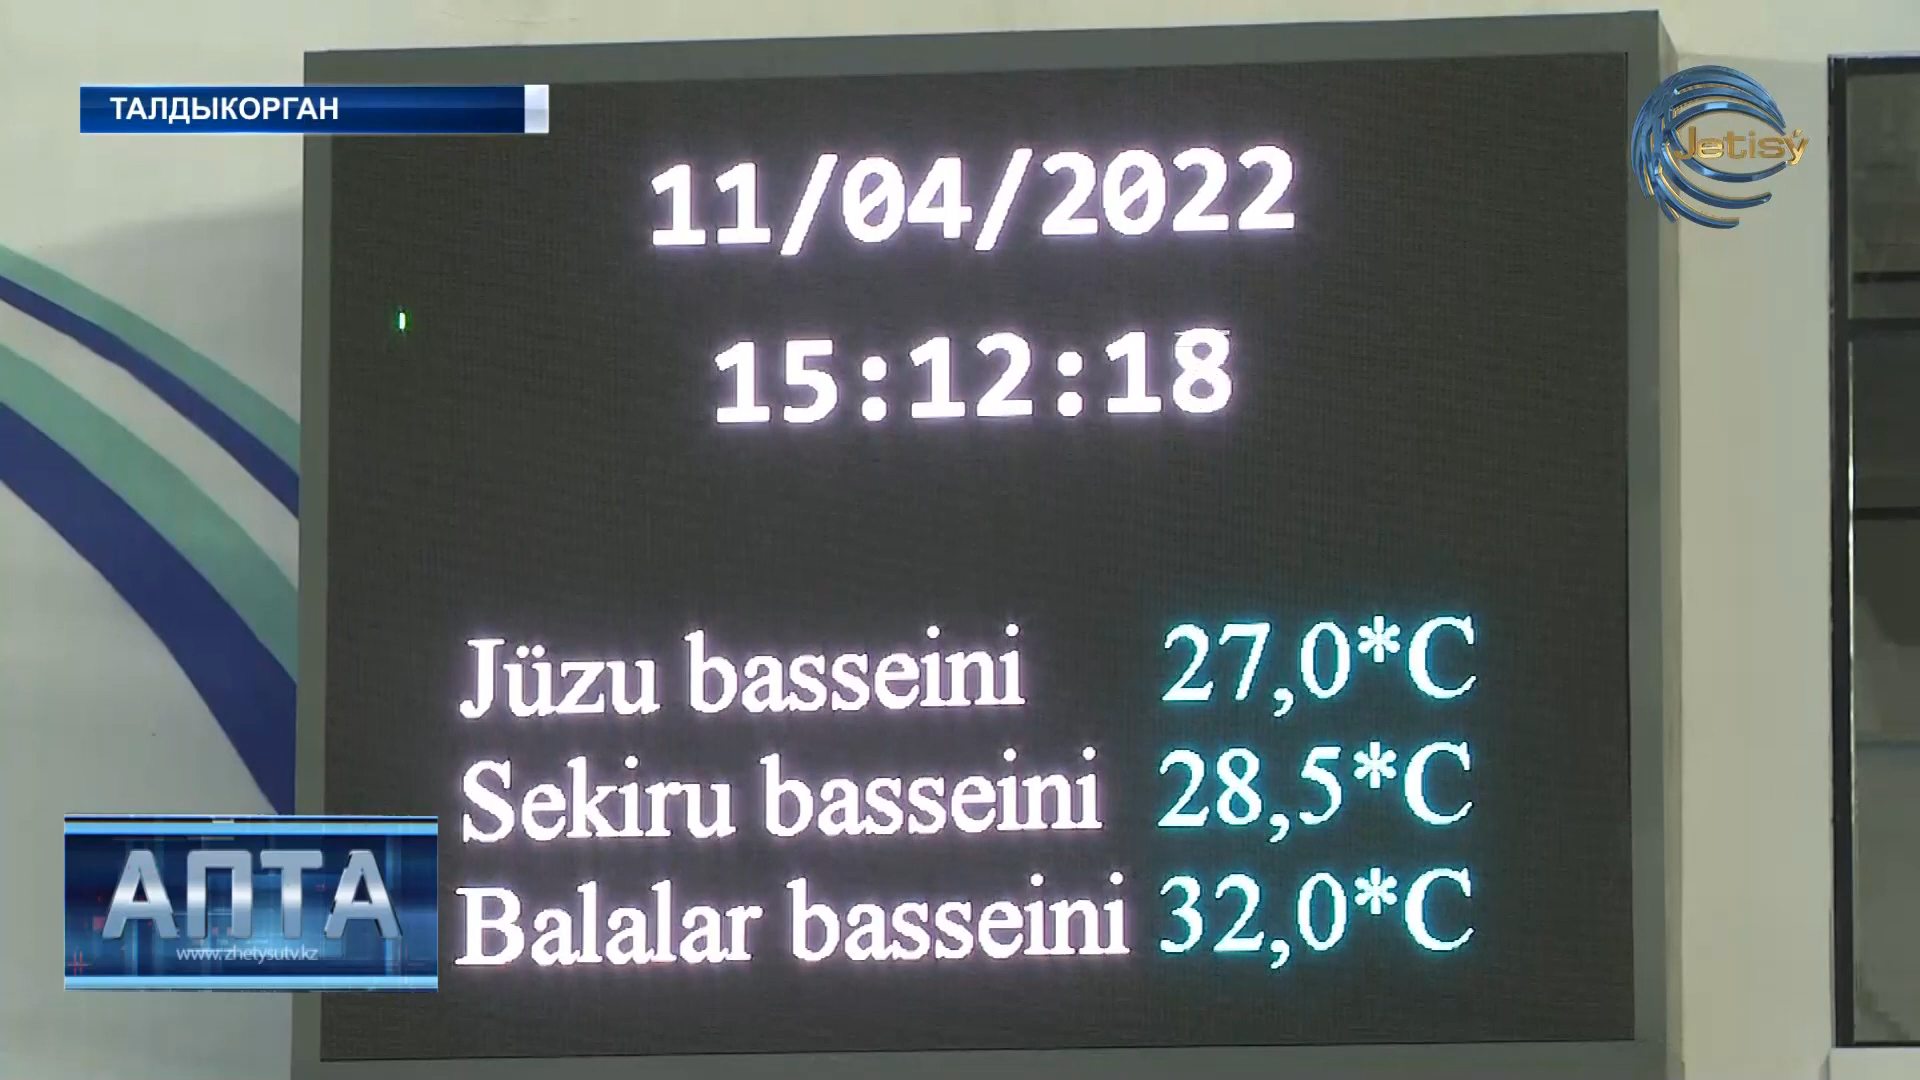 ТАЛДЫКОРГАН
Jetisý
11/04/2022
15:12:18
Jüzu basseini 27,0*C
Sekiru basseini 28,5*C
Balalar basseini 32,0*C
АПТА
www.zhetysutv.kz